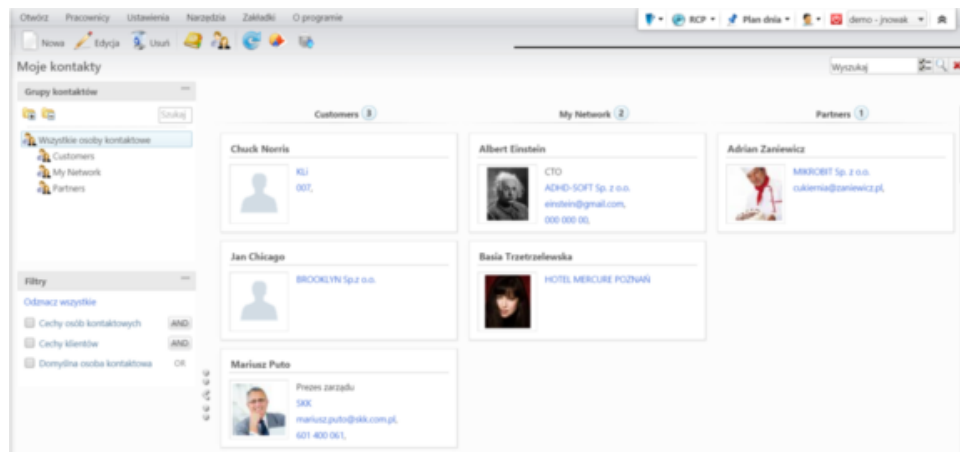 Otwórz Pracownicy Ustawienia Narzędzia Zakładki O programie
RCP Plan dnia demo - jnowak
Nowa Edycja Usuń
Moje kontakty
Wyszukaj
Grupy kontaktów
Szukaj
Wszystkie osoby kontaktowe
Customers
My Network
Partners
Filtry
Odznacz wszystkie
Cechy osób kontaktowych AND
Cechy klientów AND
Domyślna osoba kontaktowa OR
Customers 3
Chuck Norris
KLI
007,
Jan Chicago
BROOKLYN Sp.z o.o.
Mariusz Puto
Prezes zarządu
SKK
mariusz.puto@skk.com.pl,
601 400 061,
My Network 2
Albert Einstein
CTO
ADHD-SOFT Sp. z o.o.
einstein@gmail.com,
000 000 00,
Basia Trzetrzelewska
HOTEL MERCURE POZNAŃ
Partners 1
Adrian Zaniewicz
MIKROBIT Sp. z o.o.
cukiernia@zaniewicz.pl,